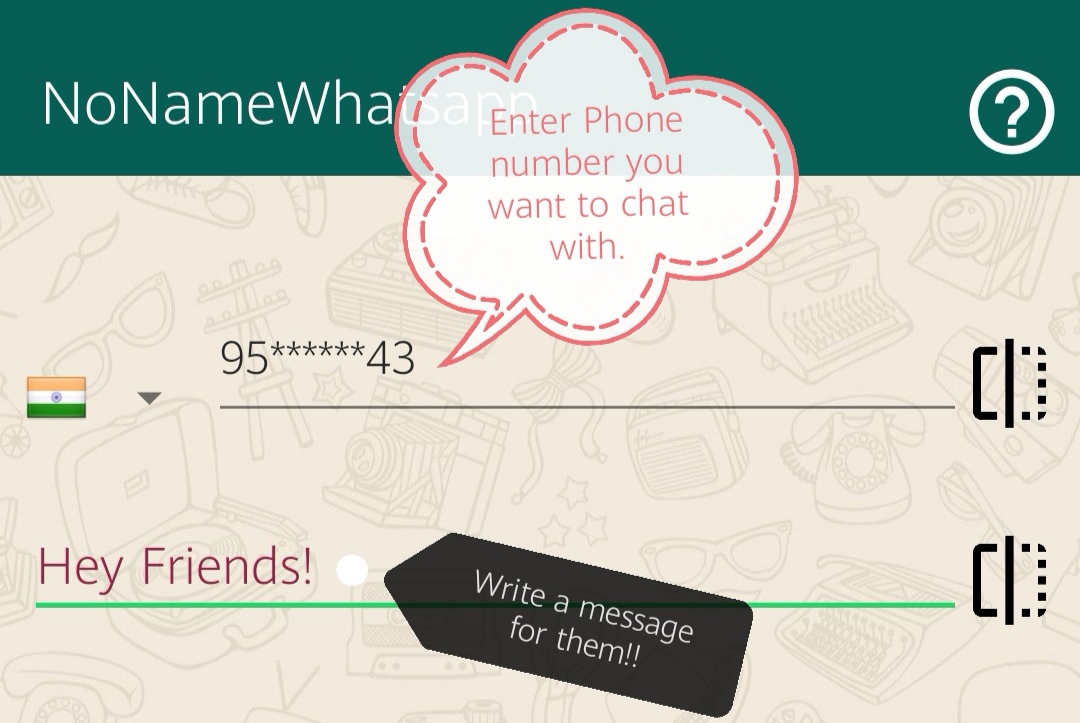 NoNameWhatsapp
Enter Phone
number you
want to chat
with.
95******43
Hey Friends!
Write a message
for them!!